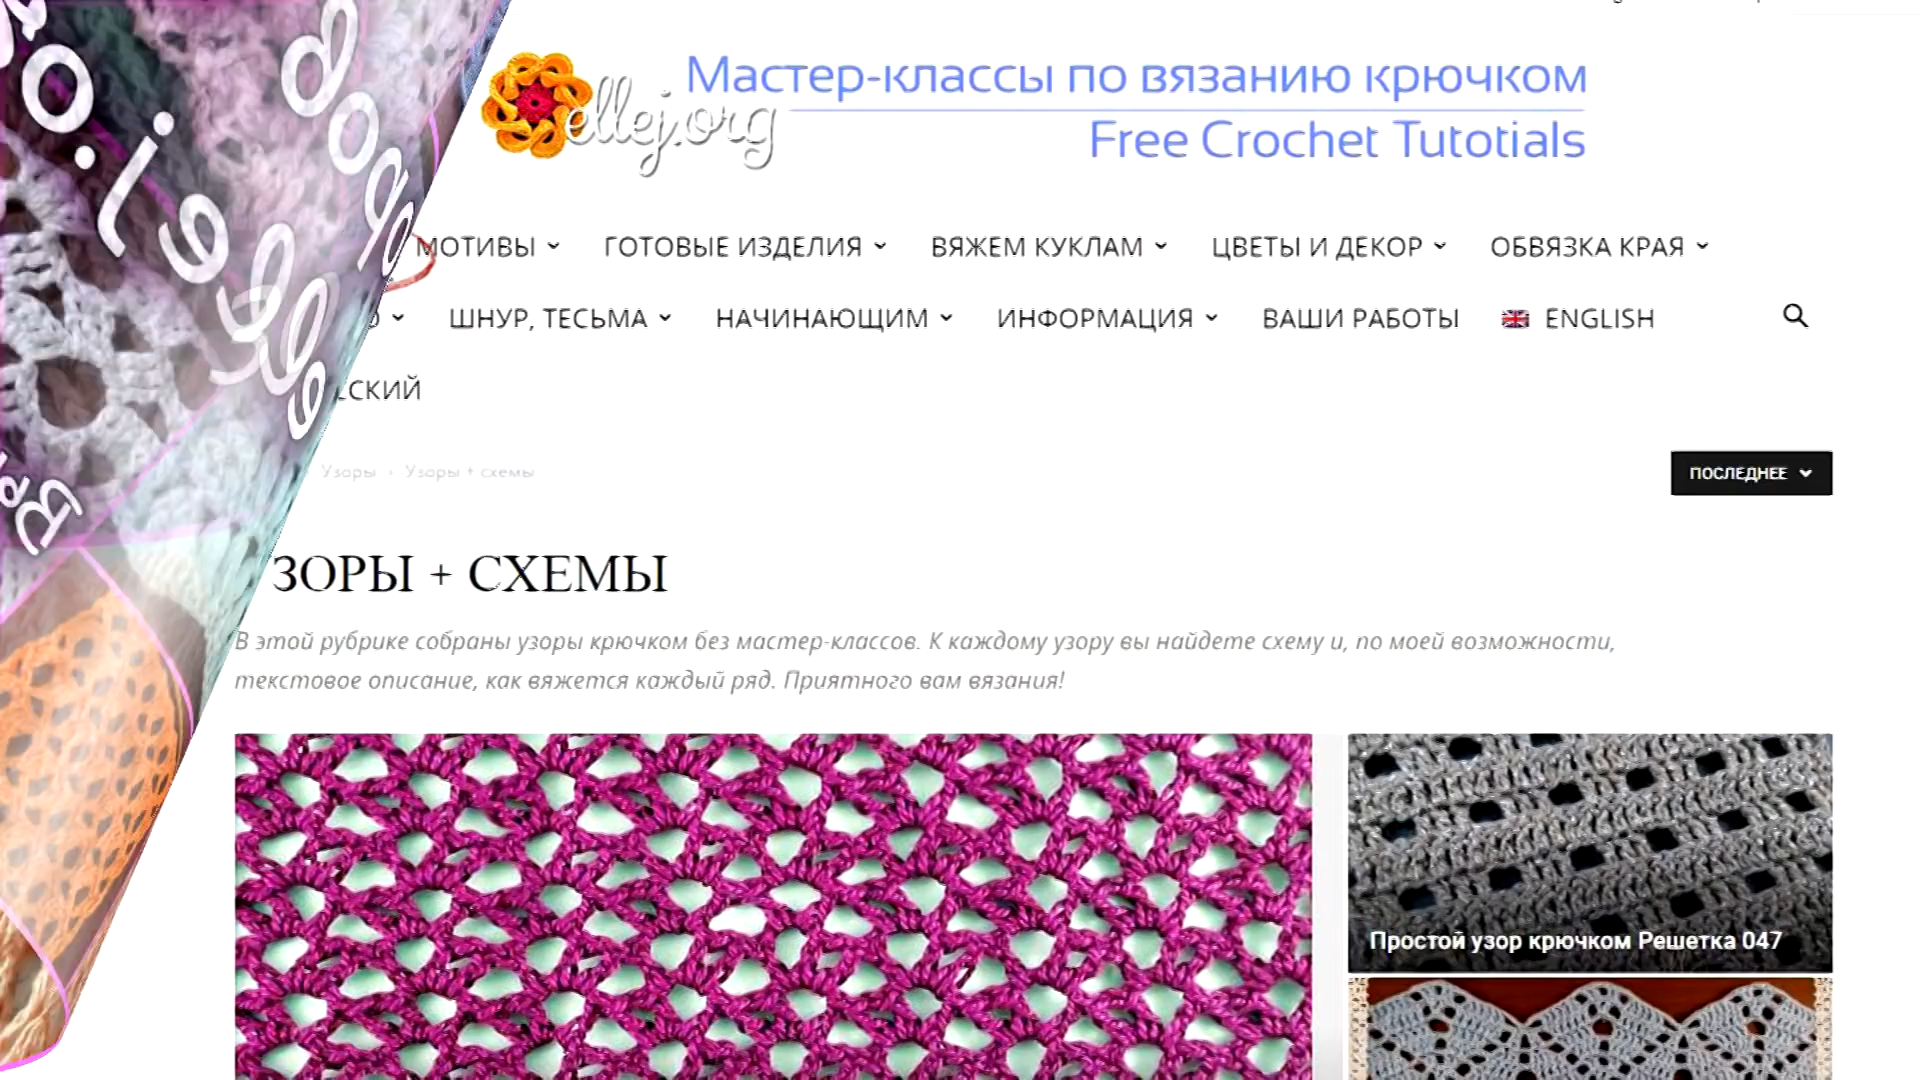 ellej.org
Мастер-классы по вязанию крючком
Free Crochet Tutotials
МОТИВЫ ГОТОВЫЕ ИЗДЕЛИЯ ВЯЖЕМ КУКЛАМ ЦВЕТЫ И ДЕКОР ОБВЯЗКА КРАЯ
ШНУР, ТЕСЬМА НАЧИНАЮЩИМ ИНФОРМАЦИЯ ВАШИ РАБОТЫ ENGLISH
СКИЙ
Узоры › Узоры + схемы
ПОСЛЕДНЕЕ
ЗОРЫ + СХЕМЫ
В этой рубрике собраны узоры крючком без мастер-классов. К каждому узору вы найдете схему и, по моей возможности,
текстовое описание, как вяжется каждый ряд. Приятного вам вязания!
Простой узор крючком Решетка 047